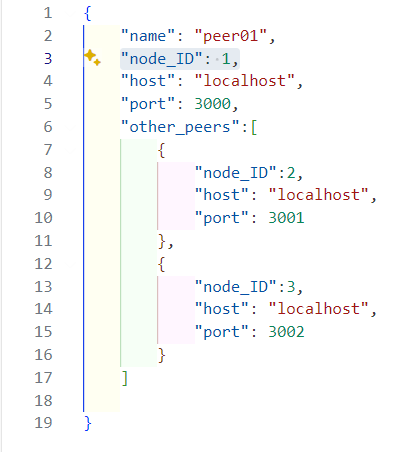 1 {
2     "name": "peer01",
3     "node_ID": 1,
4     "host": "localhost",
5     "port": 3000,
6     "other_peers":[
7         {
8             "node_ID":2,
9             "host": "localhost",
10             "port": 3001
11         },
12         {
13             "node_ID":3,
14             "host": "localhost",
15             "port": 3002
16         }
17     ]
18
19 }